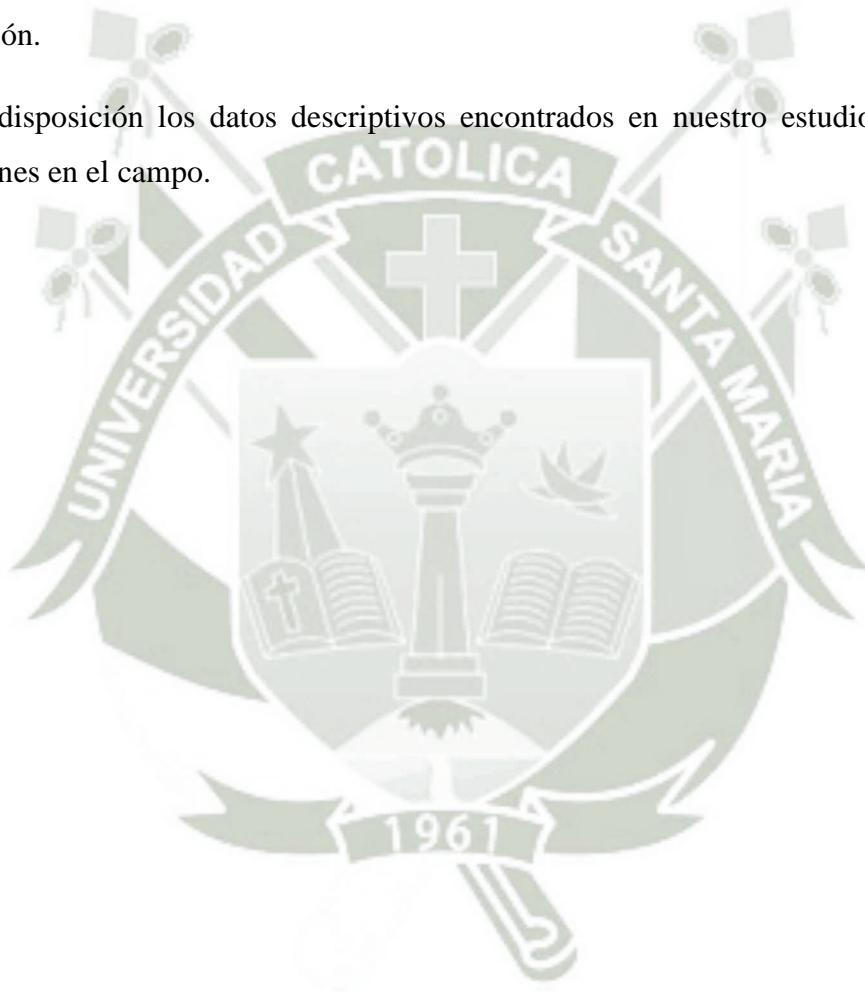 ón.
disposición los datos descriptivos encontrados en nuestro estudio
nes en el campo.
UNIVERSIDAD CATOLICA SANTA MARIA
1961